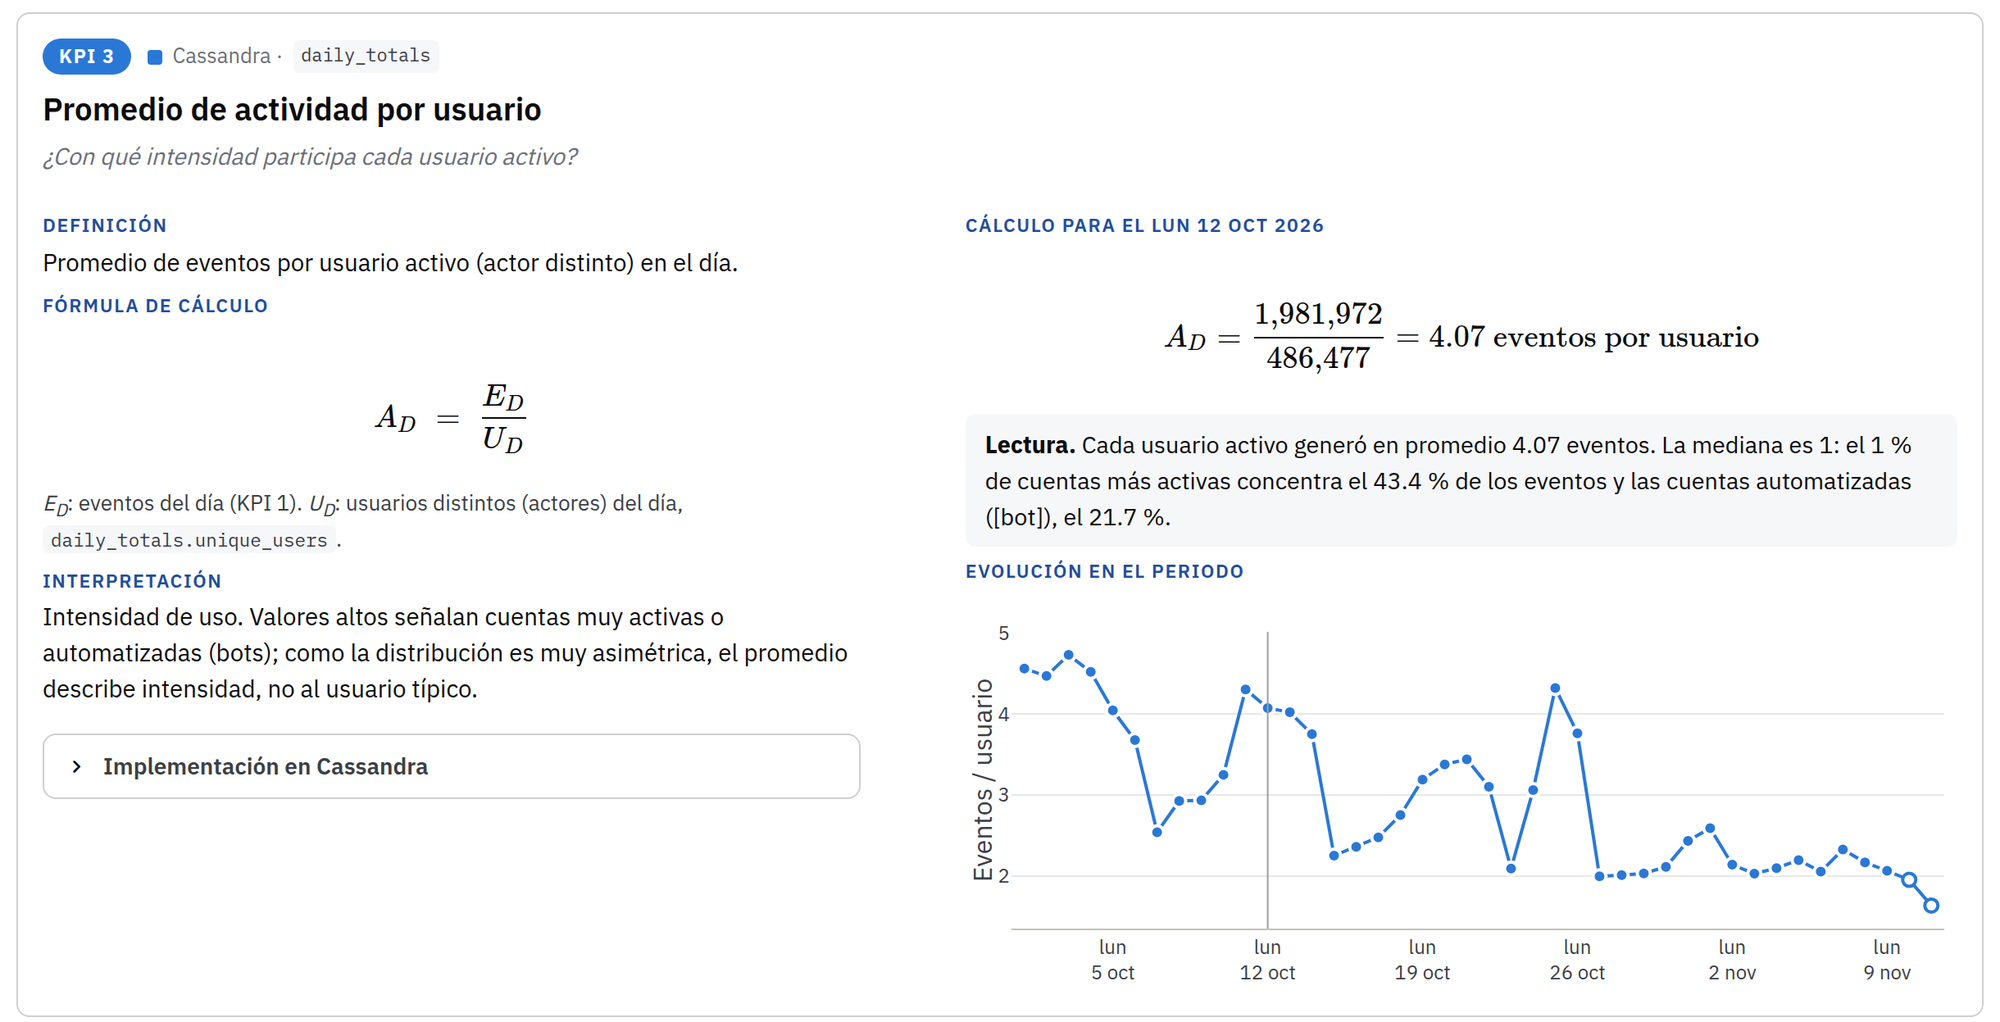 KPI 3 Cassandra · daily_totals
Promedio de actividad por usuario
¿Con qué intensidad participa cada usuario activo?
DEFINICIÓN
Promedio de eventos por usuario activo (actor distinto) en el día.
FÓRMULA DE CÁLCULO
A_D = E_D / U_D
E_D: eventos del día (KPI 1). U_D: usuarios distintos (actores) del día,
daily_totals.unique_users .
INTERPRETACIÓN
Intensidad de uso. Valores altos señalan cuentas muy activas o
automatizadas (bots); como la distribución es muy asimétrica, el promedio
describe intensidad, no al usuario típico.
Implementación en Cassandra
CÁLCULO PARA EL LUN 12 OCT 2026
A_D = 1,981,972 / 486,477 = 4.07 eventos por usuario
Lectura. Cada usuario activo generó en promedio 4.07 eventos. La mediana es 1: el 1 %
de cuentas más activas concentra el 43.4 % de los eventos y las cuentas automatizadas
([bot]), el 21.7 %.
EVOLUCIÓN EN EL PERIODO
Eventos / usuario
5
4
3
2
lun lun lun lun lun lun
5 oct 12 oct 19 oct 26 oct 2 nov 9 nov